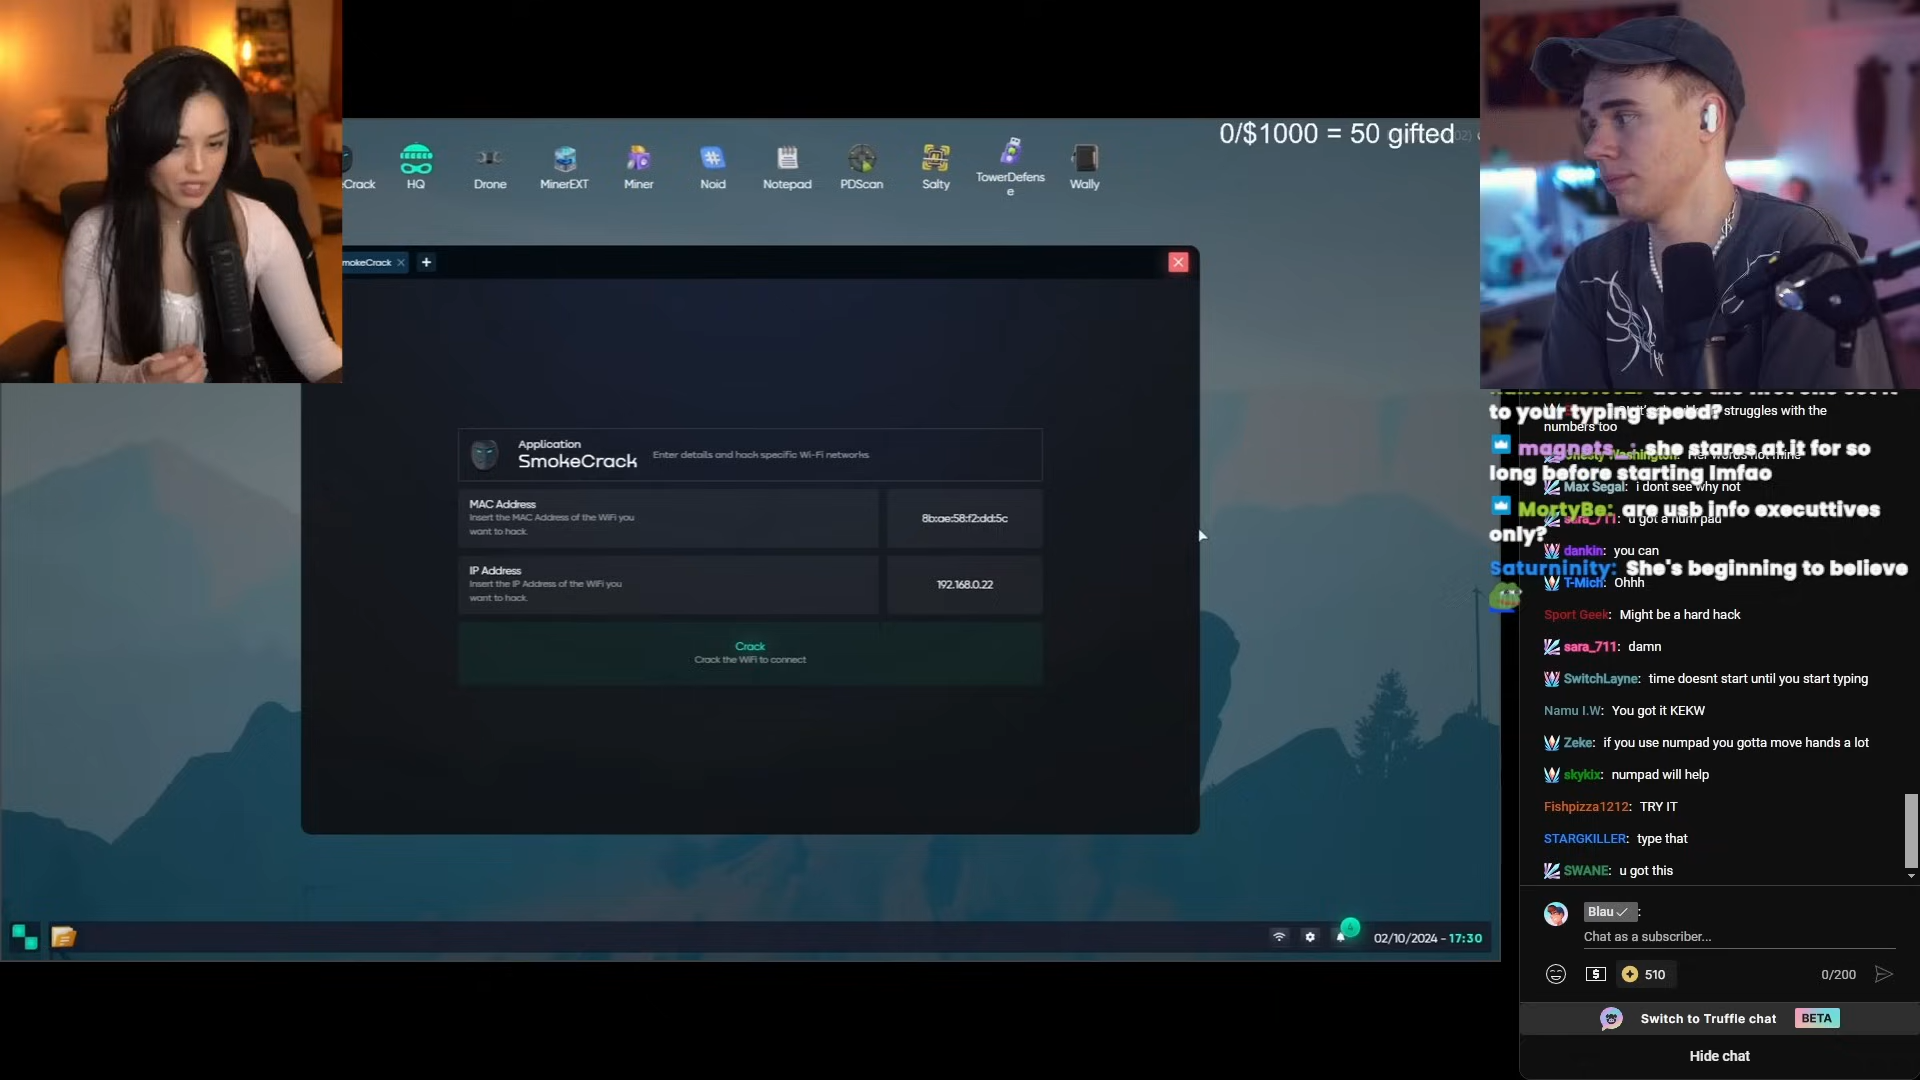 0/$1000 = 50 gifted
Crack
HQ
Drone
MinerEXT
Miner
Noid
Notepad
PDScan
Salty
TowerDefens
e
Wally
mokeCrack
Application
SmokeCrack
Enter details and hack specific Wi-Fi networks
MAC Address
Insert the MAC Address of the WiFi you
want to hack.
8b:ae:58:f2:dd:5c
IP Address
Insert the IP Address of the WiFi you
want to hack.
192.168.0.22
Crack
Crack the WiFi to connect
02/10/2024 - 17:30
to your typing speed?
magnets_: she stares at it for so
long before starting lmfao
MortyBe: are usb info executtives
only?
Saturninity: She's beginning to believe
struggles with the
numbers too
Max Segal: i dont see why not
sara_711: u got a num pad
dankin: you can
T-Mich: Ohhh
Sport Geek: Might be a hard hack
sara_711: damn
SwitchLayne: time doesnt start until you start typing
Namu I.W: You got it KEKW
Zeke: if you use numpad you gotta move hands a lot
skykix: numpad will help
Fishpizza1212: TRY IT
STARGKILLER: type that
SWANE: u got this
Blau :
Chat as a subscriber...
510
0/200
Switch to Truffle chat BETA
Hide chat